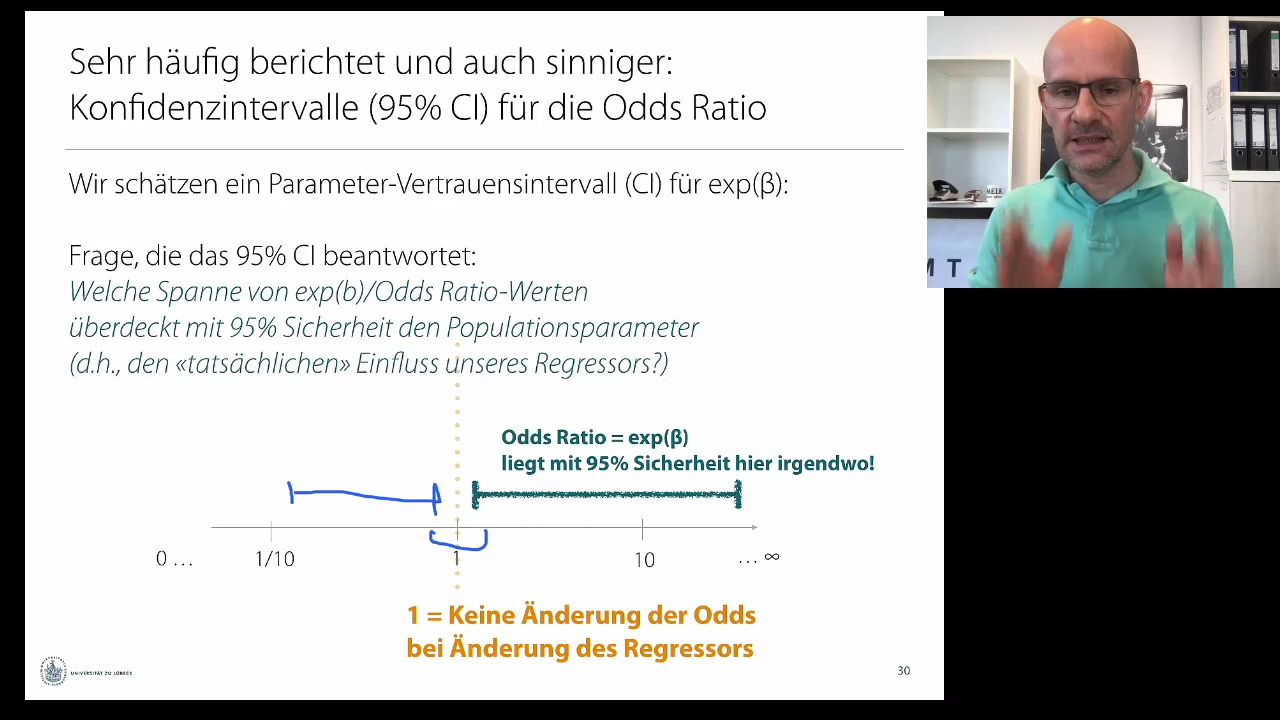 Sehr häufig berichtet und auch sinniger:
Konfidenzintervalle (95% CI) für die Odds Ratio
Wir schätzen ein Parameter-Vertrauensintervall (CI) für exp(β):
Frage, die das 95% CI beantwortet:
Welche Spanne von exp(b)/Odds Ratio-Werten
überdeckt mit 95% Sicherheit den Populationsparameter
(d.h., den «tatsächlichen» Einfluss unseres Regressors?)
Odds Ratio = exp(β)
liegt mit 95% Sicherheit hier irgendwo!
0 … 1/10 1 10 … ∞
1 = Keine Änderung der Odds
bei Änderung des Regressors
UNIVERSITÄT ZU LÜBECK
30
M T